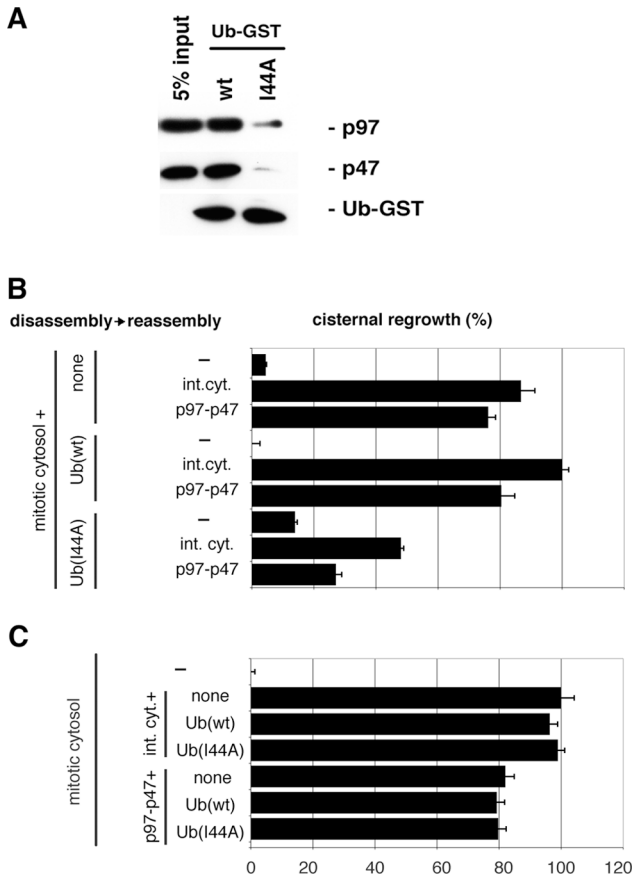 A
Ub-GST
5% input
wt
I44A
- p97
- p47
- Ub-GST
B
disassembly→reassembly
cisternal regrowth (%)
mitotic cytosol +
none
–
int.cyt.
p97-p47
Ub(wt)
–
int.cyt.
p97-p47
Ub(I44A)
–
int. cyt.
p97-p47
C
mitotic cytosol
–
int. cyt.+
none
Ub(wt)
Ub(I44A)
p97-p47+
none
Ub(wt)
Ub(I44A)
0 20 40 60 80 100 120